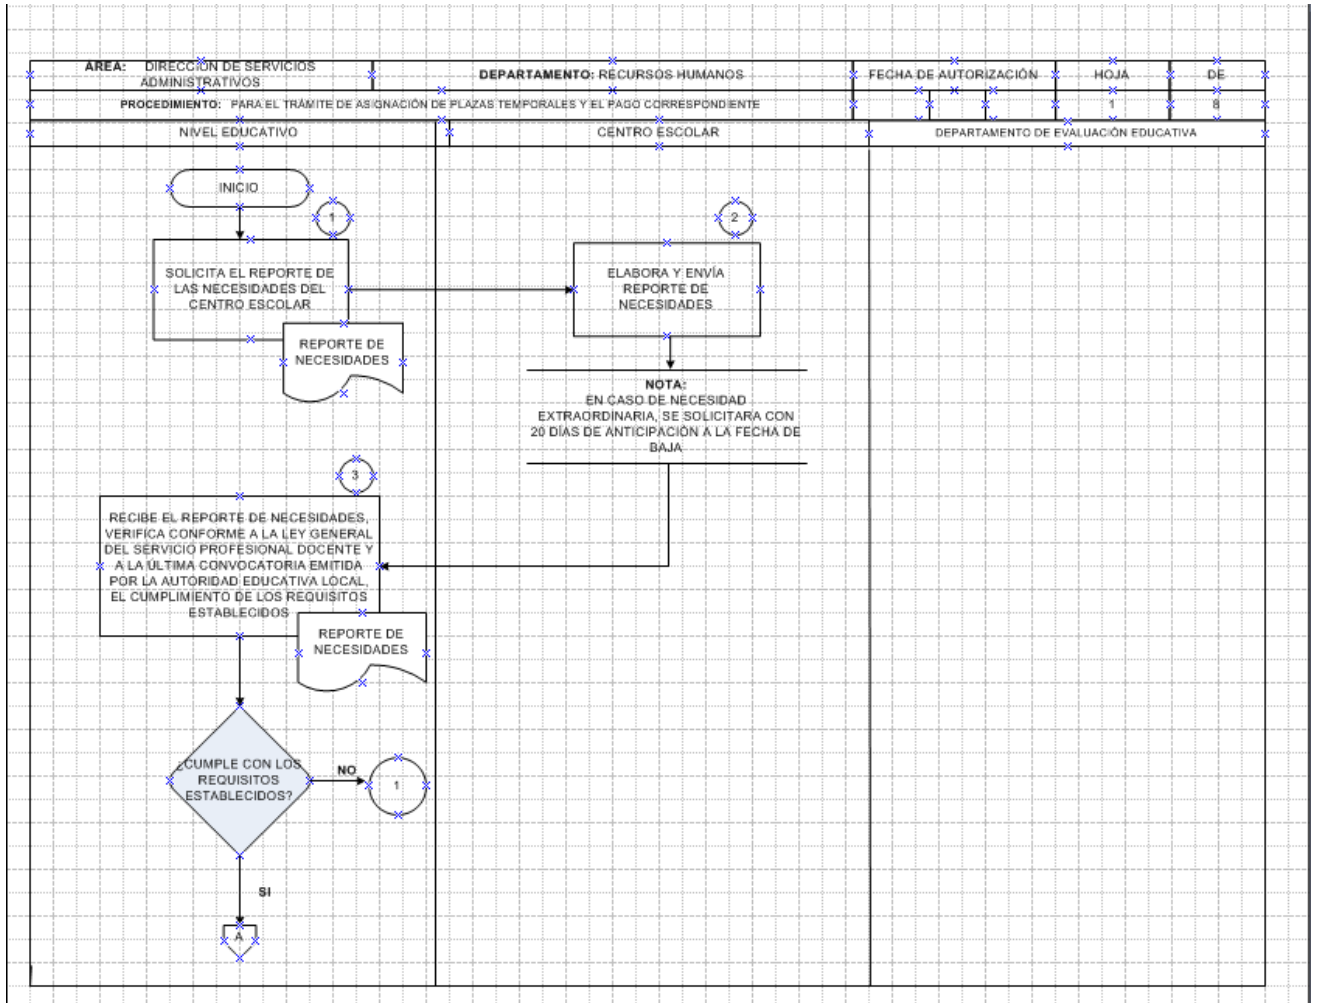 AREA: DIRECCIÓN DE SERVICIOS
ADMINISTRATIVOS
DEPARTAMENTO: RECURSOS HUMANOS
FECHA DE AUTORIZACIÓN
HOJA
DE
PROCEDIMIENTO: PARA EL TRÁMITE DE ASIGNACIÓN DE PLAZAS TEMPORALES Y EL PAGO CORRESPONDIENTE
1
8
NIVEL EDUCATIVO
CENTRO ESCOLAR
DEPARTAMENTO DE EVALUACIÓN EDUCATIVA
INICIO
1
SOLICITA EL REPORTE DE
LAS NECESIDADES DEL
CENTRO ESCOLAR
REPORTE DE
NECESIDADES
2
ELABORA Y ENVÍA
REPORTE DE
NECESIDADES
NOTA:
EN CASO DE NECESIDAD
EXTRAORDINARIA, SE SOLICITARA CON
20 DÍAS DE ANTICIPACIÓN A LA FECHA DE
BAJA
3
RECIBE EL REPORTE DE NECESIDADES,
VERIFICA CONFORME A LA LEY GENERAL
DEL SERVICIO PROFESIONAL DOCENTE Y
A LA ÚLTIMA CONVOCATORIA EMITIDA
POR LA AUTORIDAD EDUCATIVA LOCAL,
EL CUMPLIMIENTO DE LOS REQUISITOS
ESTABLECIDOS
REPORTE DE
NECESIDADES
¿CUMPLE CON LOS
REQUISITOS
ESTABLECIDOS?
NO
1
SI
A